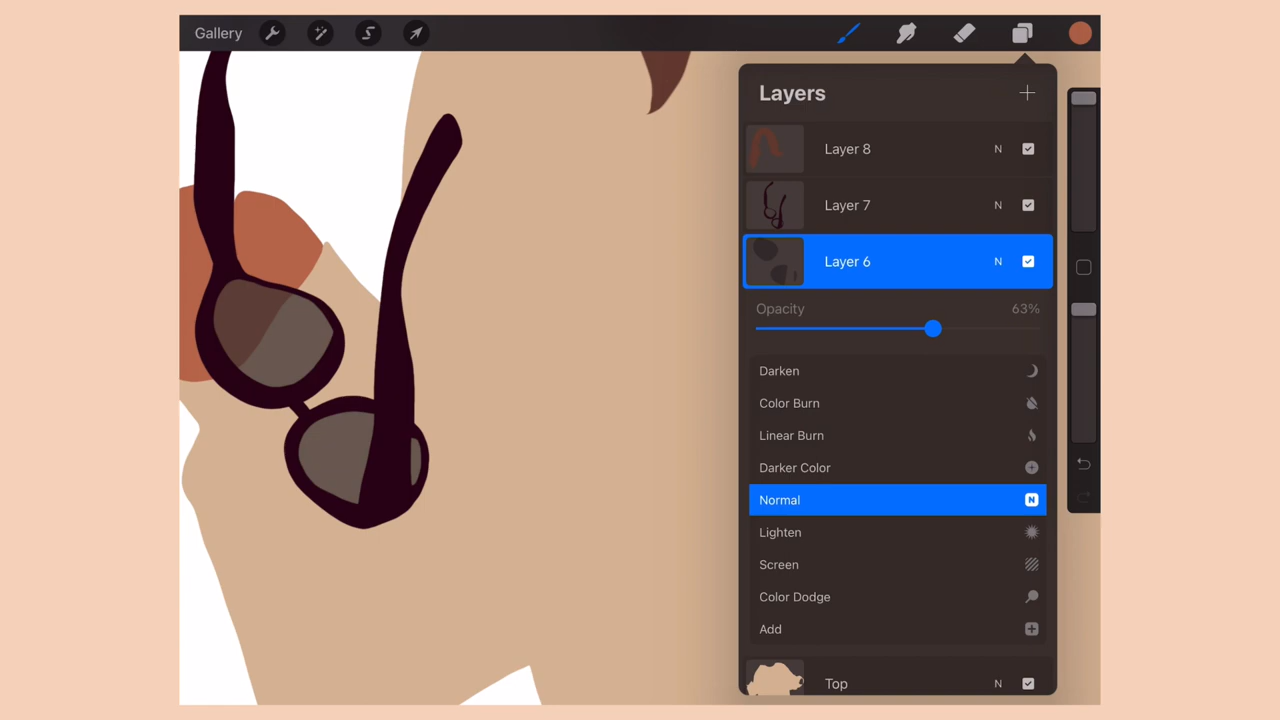 Gallery
Layers
Layer 8 N
Layer 7 N
Layer 6 N
Opacity 63%
Darken
Color Burn
Linear Burn
Darker Color
Normal N
Lighten
Screen
Color Dodge
Add
Top N